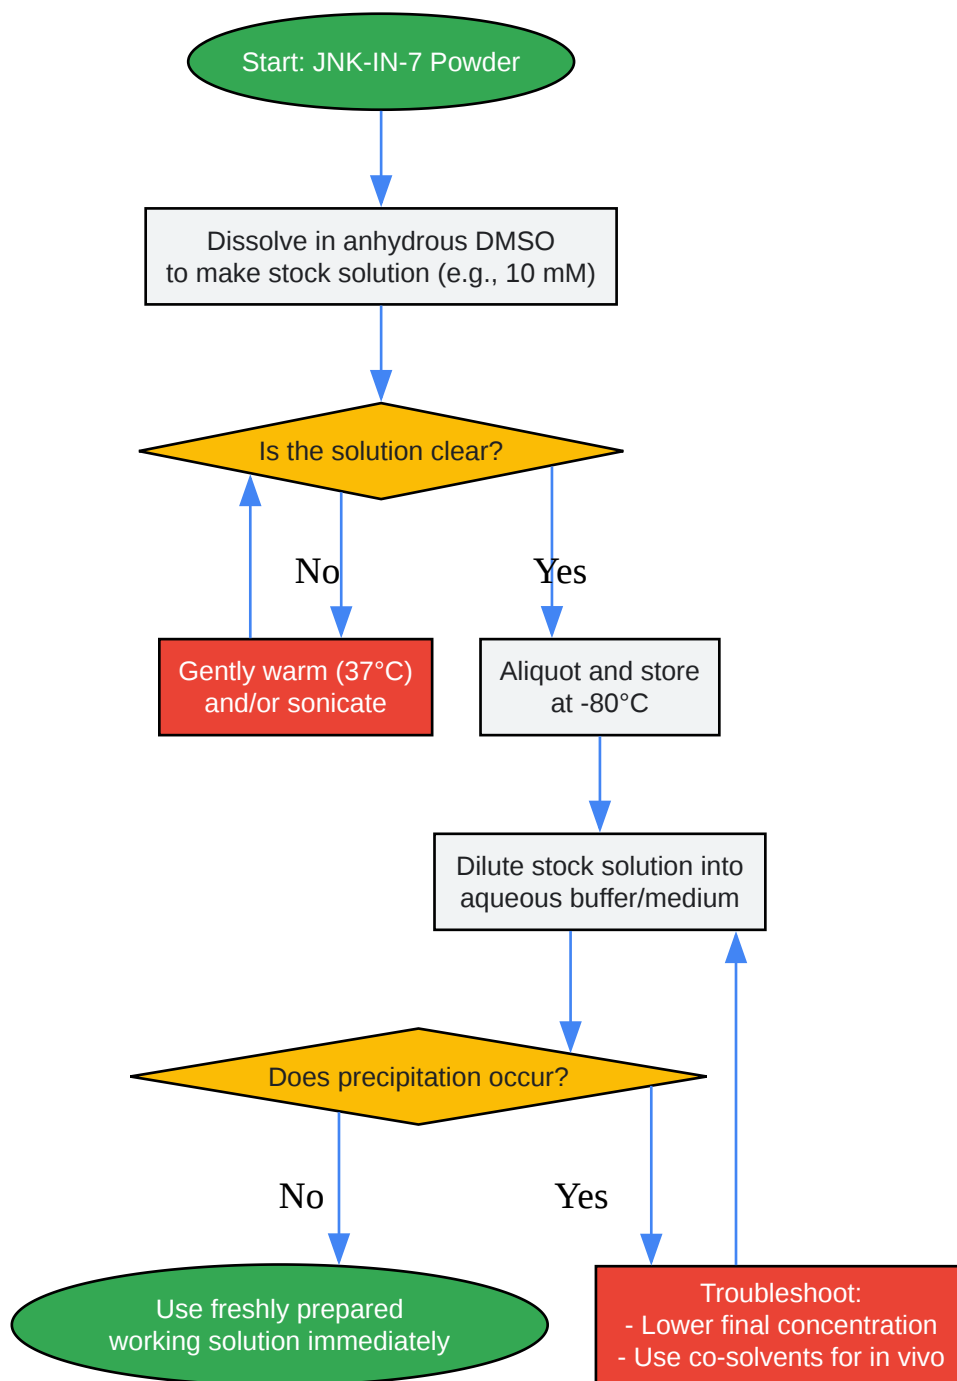 Start: JNK-IN-7 Powder
Dissolve in anhydrous DMSO
to make stock solution (e.g., 10 mM)
Is the solution clear?
No
Yes
Gently warm (37°C)
and/or sonicate
Aliquot and store
at -80°C
Dilute stock solution into
aqueous buffer/medium
Does precipitation occur?
No
Yes
Use freshly prepared
working solution immediately
Troubleshoot:
- Lower final concentration
- Use co-solvents for in vivo